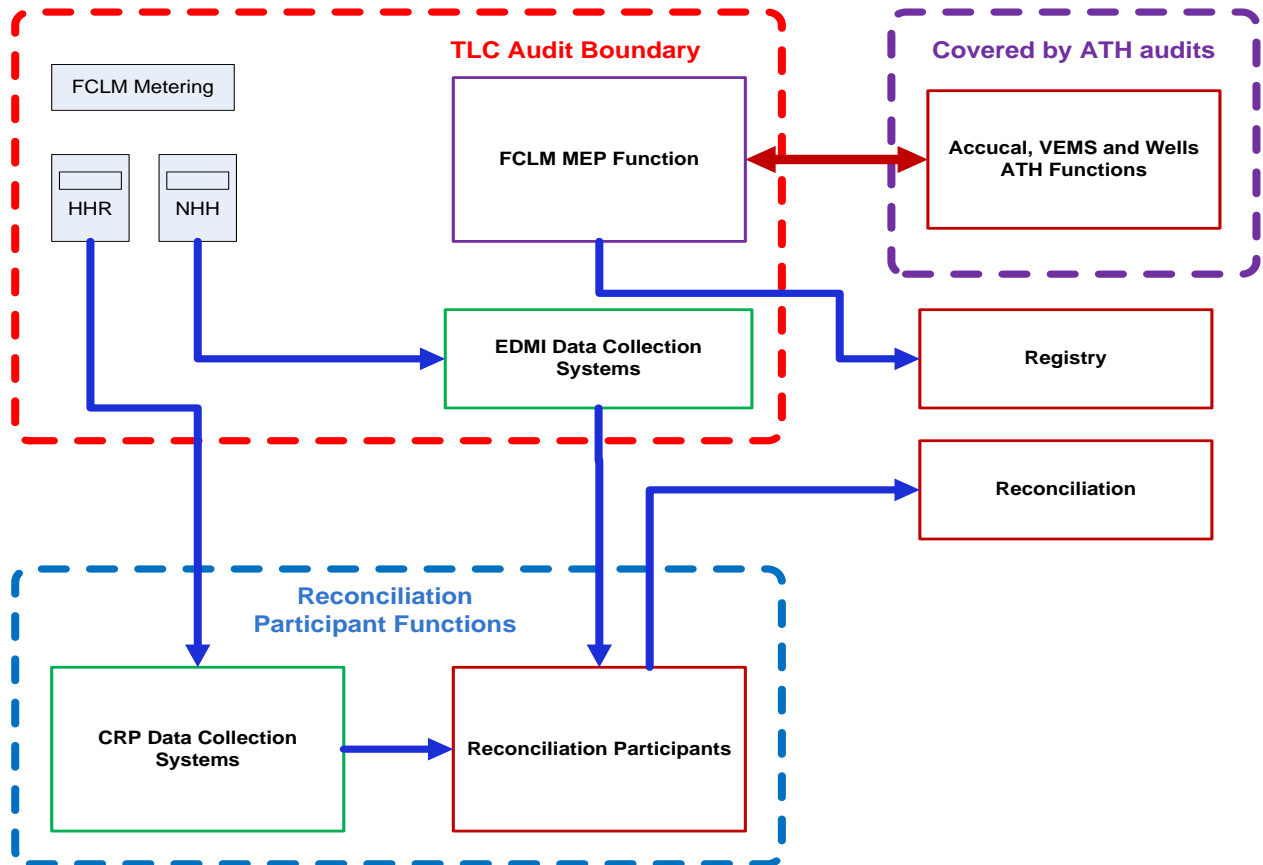 TLC Audit Boundary
Covered by ATH audits
FCLM Metering
FCLM MEP Function
Accucal, VEMS and Wells
ATH Functions
HHR
NHH
EDMI Data Collection
Systems
Registry
Reconciliation
Reconciliation
Participant Functions
CRP Data Collection
Systems
Reconciliation Participants